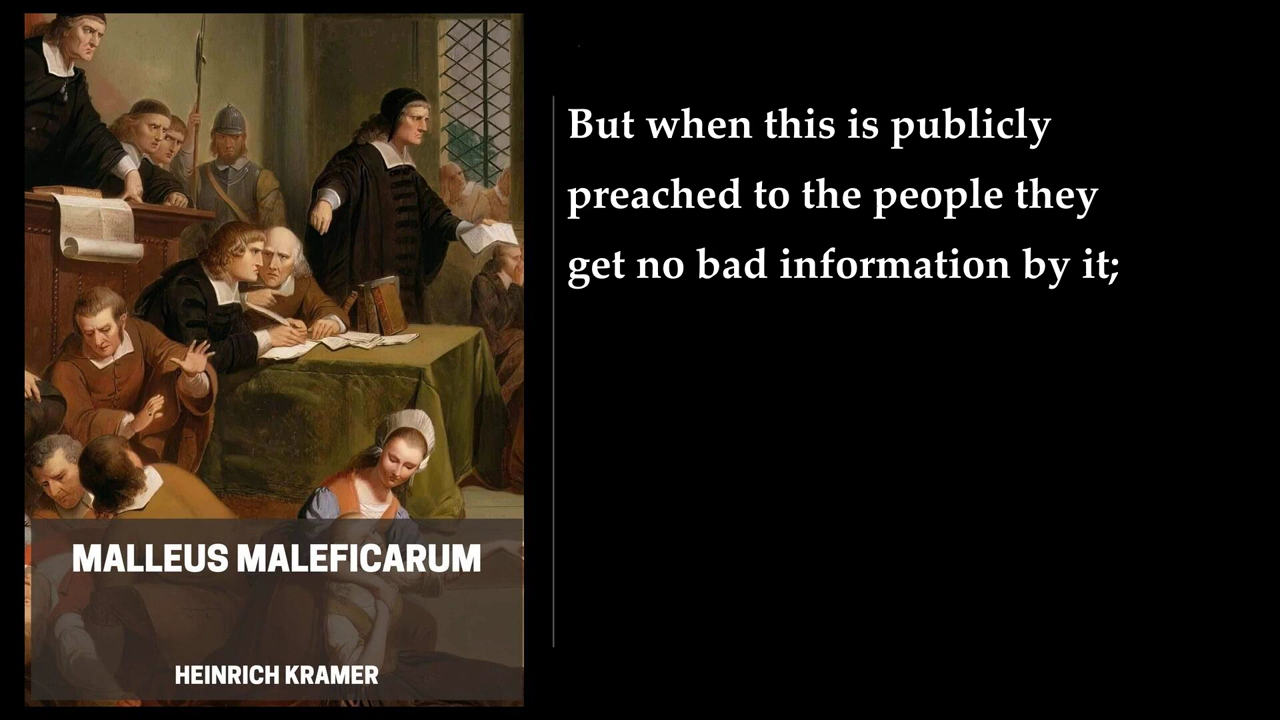 MALLEUS MALEFICARUM
HEINRICH KRAMER
But when this is publicly
preached to the people they
get no bad information by it;